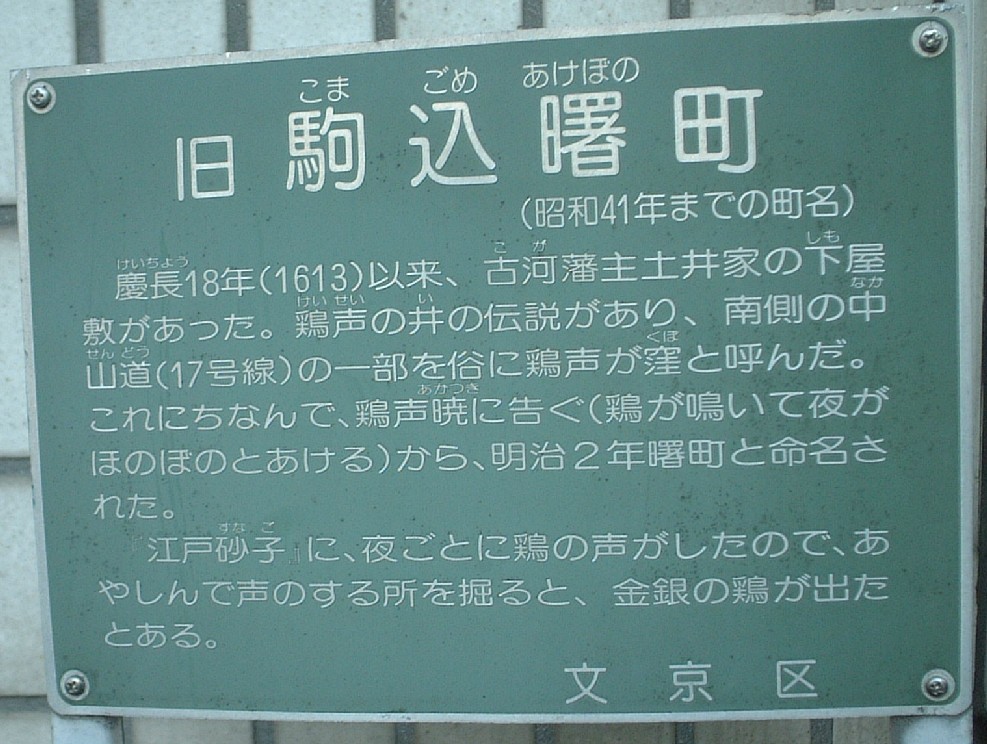 こま ごめ あけぼの
旧 駒 込 曙 町
(昭和41年までの町名)
けいちょう こ が しも
慶長18年(1613)以来、古河藩主土井家の下屋
けい せい い なか
敷があった。鶏声の井の伝説があり、南側の中
せん どう くぼ
山道(17号線)の一部を俗に鶏声が窪と呼んだ。
あかつき
これにちなんで、鶏声暁に告ぐ(鶏が鳴いて夜が
ほのぼのとあける)から、明治2年曙町と命名さ
れた。
すな ご
『江戸砂子』に、夜ごとに鶏の声がしたので、あ
やしんで声のする所を掘ると、金銀の鶏が出た
とある。
文 京 区